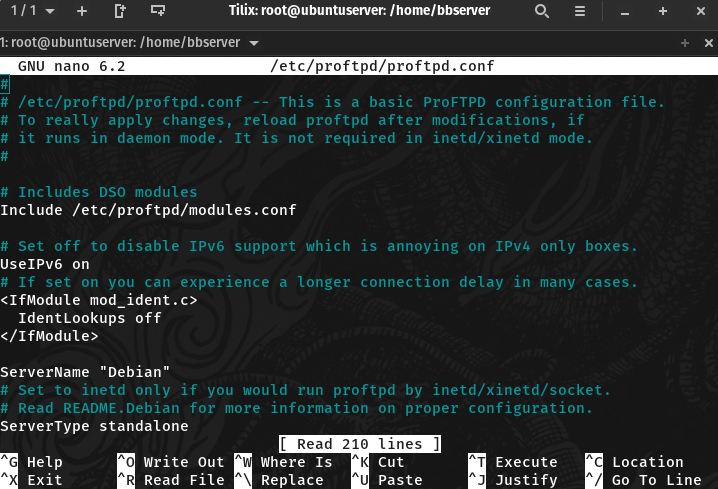 1 / 1
Tilix: root@ubuntuserver: /home/bbserver
1: root@ubuntuserver: /home/bbserver
GNU nano 6.2 /etc/proftpd/proftpd.conf
#
# /etc/proftpd/proftpd.conf -- This is a basic ProFTPD configuration file.
# To really apply changes, reload proftpd after modifications, if
# it runs in daemon mode. It is not required in inetd/xinetd mode.
#
# Includes DSO modules
Include /etc/proftpd/modules.conf
# Set off to disable IPv6 support which is annoying on IPv4 only boxes.
UseIPv6 on
# If set on you can experience a longer connection delay in many cases.
<IfModule mod_ident.c>
  IdentLookups off
</IfModule>
ServerName "Debian"
# Set to inetd only if you would run proftpd by inetd/xinetd/socket.
# Read README.Debian for more information on proper configuration.
ServerType standalone
[ Read 210 lines ]
^G Help ^O Write Out ^W Where Is ^K Cut ^T Execute ^C Location
^X Exit ^R Read File ^\ Replace ^U Paste ^J Justify ^/ Go To Line